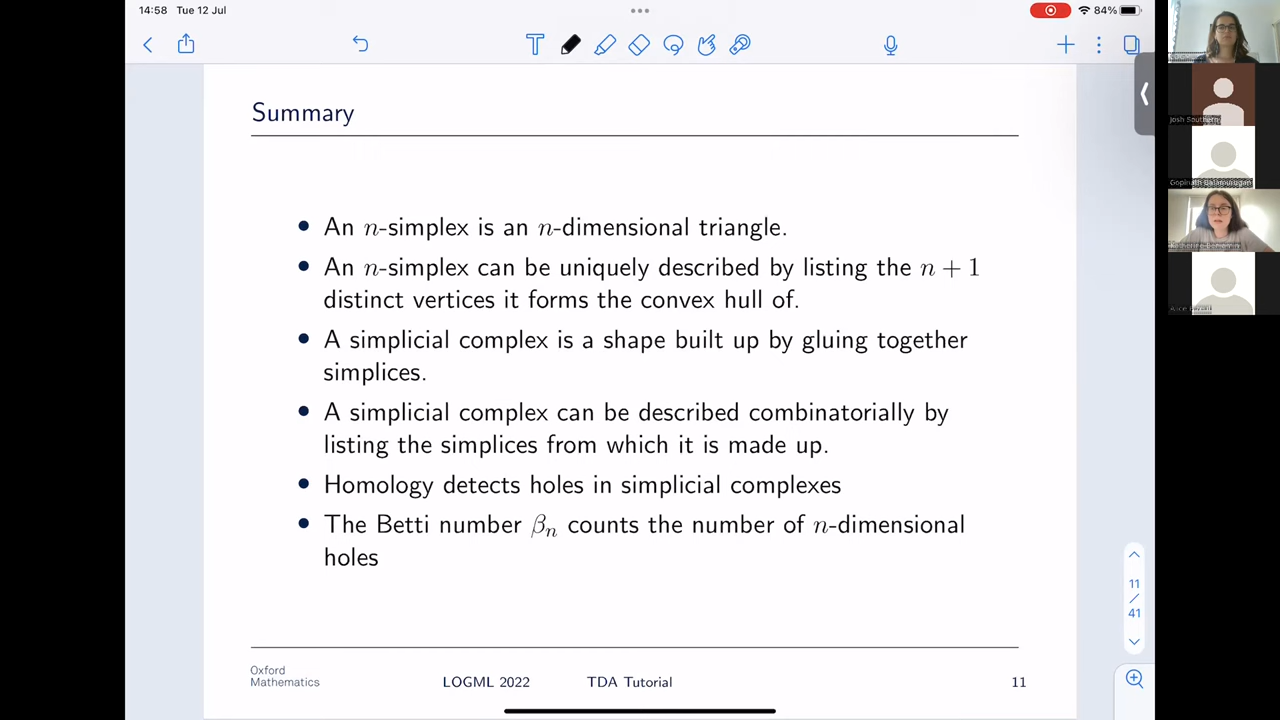 14:58 Tue 12 Jul
84%
Summary
• An n-simplex is an n-dimensional triangle.
• An n-simplex can be uniquely described by listing the n + 1
distinct vertices it forms the convex hull of.
• A simplicial complex is a shape built up by gluing together
simplices.
• A simplicial complex can be described combinatorially by
listing the simplices from which it is made up.
• Homology detects holes in simplicial complexes
• The Betti number βₙ counts the number of n-dimensional
holes
11
/
41
Oxford
Mathematics
LOGML 2022
TDA Tutorial
11
Josh Southern